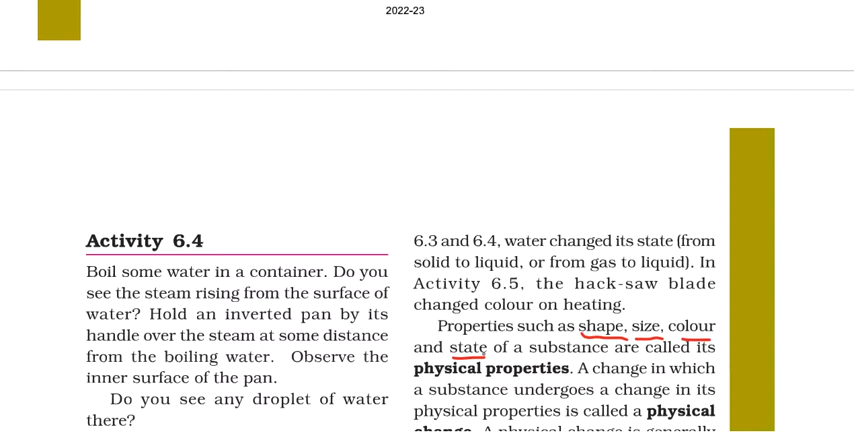 2022-23
Activity 6.4
Boil some water in a container. Do you
see the steam rising from the surface of
water? Hold an inverted pan by its
handle over the steam at some distance
from the boiling water. Observe the
inner surface of the pan.
Do you see any droplet of water
there?
6.3 and 6.4, water changed its state (from
solid to liquid, or from gas to liquid). In
Activity 6.5, the hack-saw blade
changed colour on heating.
Properties such as shape, size, colour
and state of a substance are called its
physical properties. A change in which
a substance undergoes a change in its
physical properties is called a physical
change. A physical change is generally